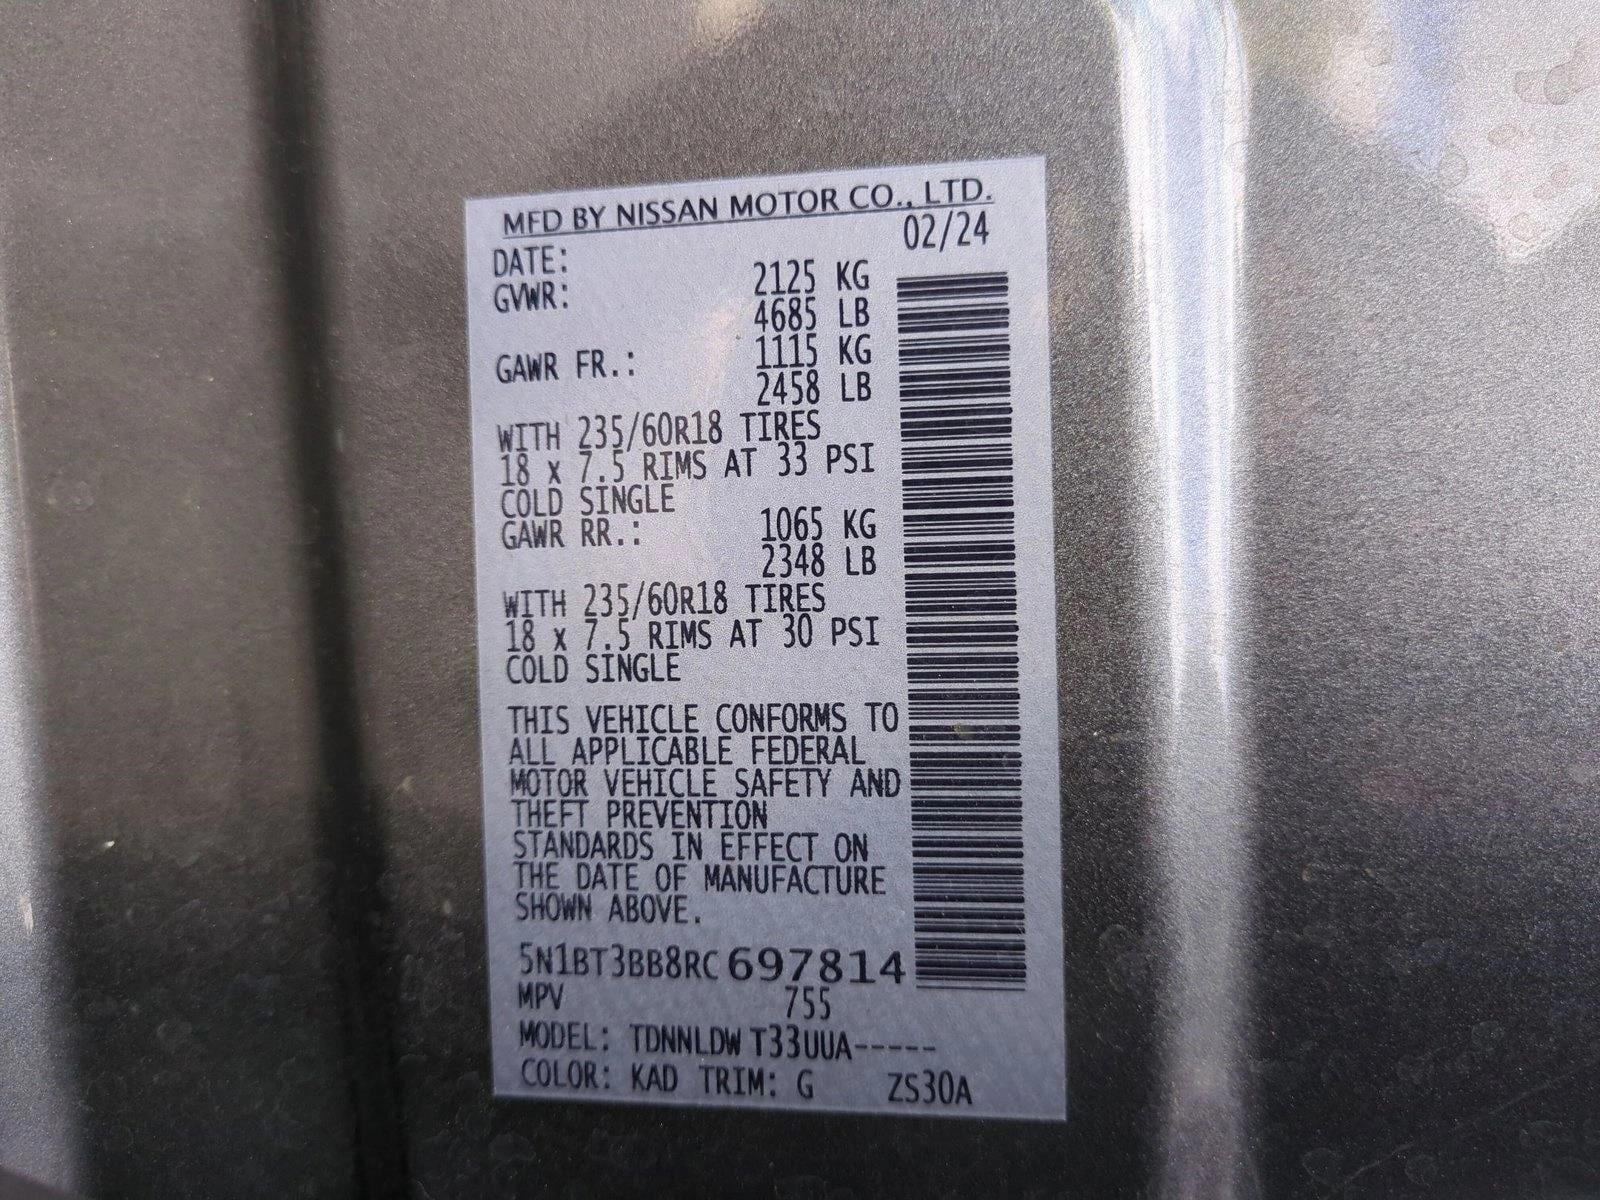 MFD BY NISSAN MOTOR CO., LTD.
DATE: 02/24
GVWR: 2125 KG
4685 LB
GAWR FR.: 1115 KG
2458 LB
WITH 235/60R18 TIRES
18 x 7.5 RIMS AT 33 PSI
COLD SINGLE
GAWR RR.: 1065 KG
2348 LB
WITH 235/60R18 TIRES
18 x 7.5 RIMS AT 30 PSI
COLD SINGLE
THIS VEHICLE CONFORMS TO
ALL APPLICABLE FEDERAL
MOTOR VEHICLE SAFETY AND
THEFT PREVENTION
STANDARDS IN EFFECT ON
THE DATE OF MANUFACTURE
SHOWN ABOVE.
5N1BT3BB8RC697814
MPV 755
MODEL: TDNNLDW T33UUA-----
COLOR: KAD TRIM: G ZS30A